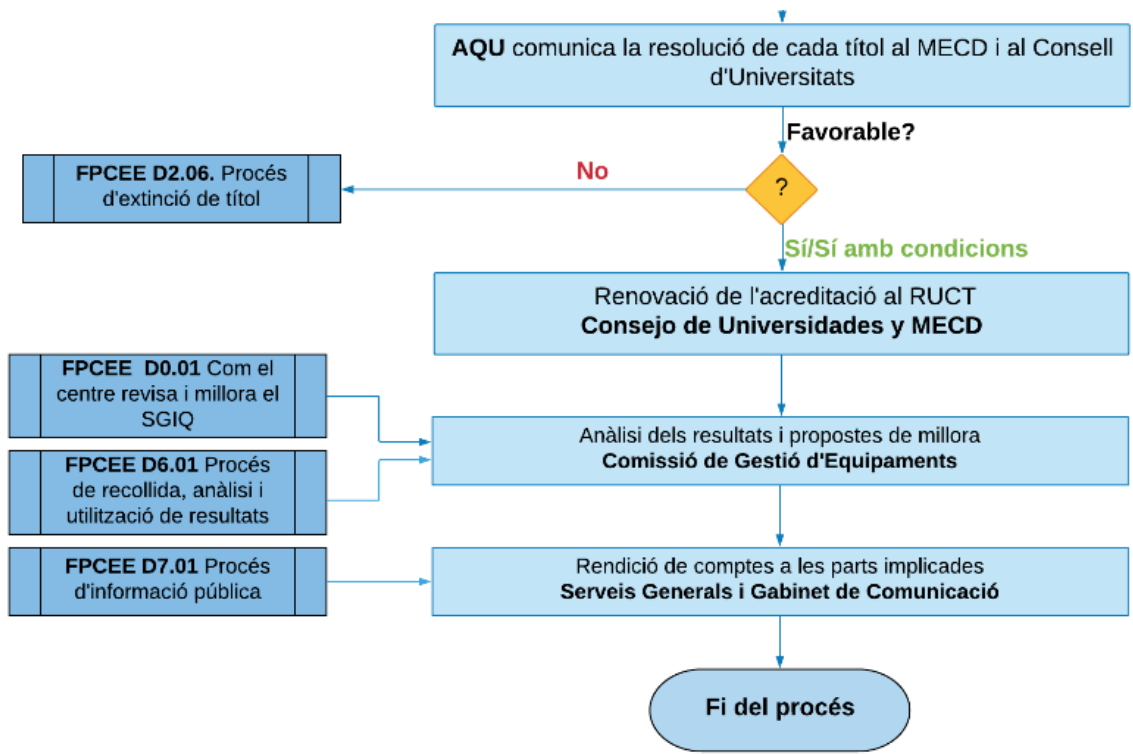 AQU comunica la resolució de cada títol al MECD i al Consell
d'Universitats
Favorable?
?
No
FPCEE D2.06. Procés
d'extinció de títol
Sí/Sí amb condicions
Renovació de l'acreditació al RUCT
Consejo de Universidades y MECD
FPCEE D0.01 Com el
centre revisa i millora el
SGIQ
FPCEE D6.01 Procés
de recollida, anàlisi i
utilització de resultats
Anàlisi dels resultats i propostes de millora
Comissió de Gestió d'Equipaments
FPCEE D7.01 Procés
d'informació pública
Rendició de comptes a les parts implicades
Serveis Generals i Gabinet de Comunicació
Fi del procés